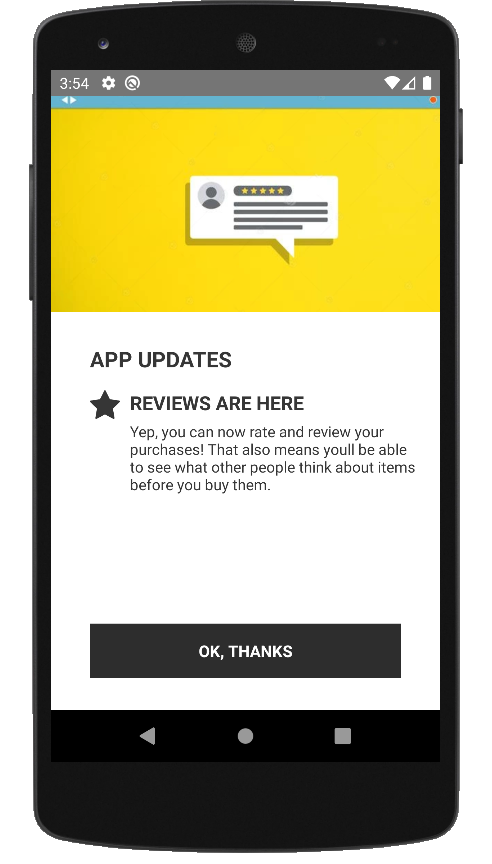 3:54
APP UPDATES
REVIEWS ARE HERE
Yep, you can now rate and review your
purchases! That also means youll be able
to see what other people think about items
before you buy them.
OK, THANKS